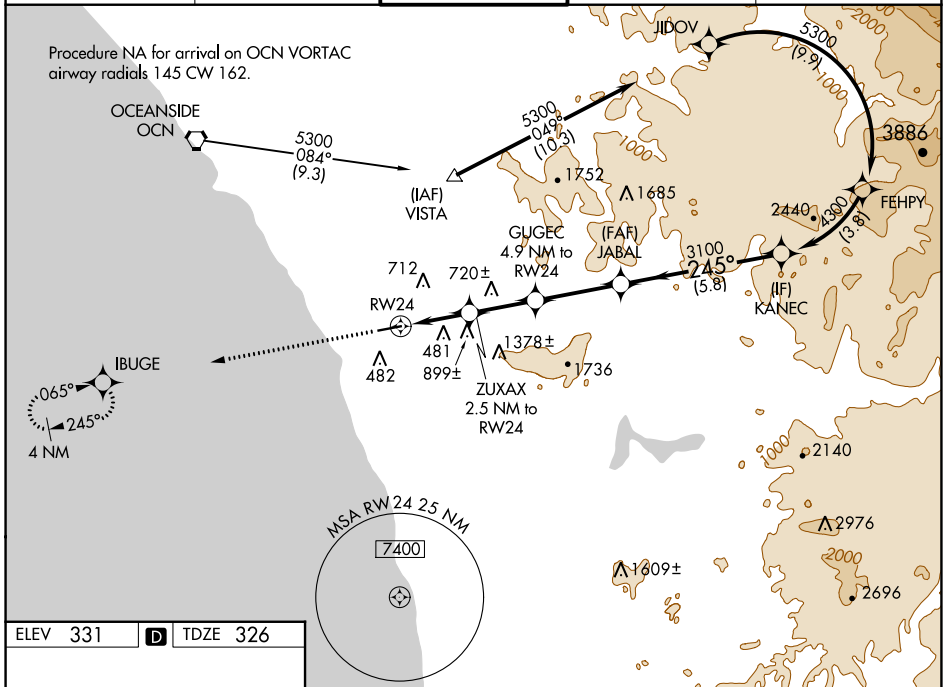 Procedure NA for arrival on OCN VORTAC
airway radials 145 CW 162.
JIDOV
5300
(9.9)
2000
1000
OCEANSIDE
OCN
5300
084°
(9.3)
5300
049°
(10.3)
1000
3886
(IAF)
VISTA
1752
1685
2440
4300
(3.8)
FEHPY
GUGEC
4.9 NM to
RW24
(FAF)
JABAL
3100
245°
(5.8)
(IF)
KANEC
712
720±
RW24
481
899±
1378±
1736
482
ZUXAX
2.5 NM to
RW24
IBUGE
065°
245°
4 NM
1000
2140
2976
2000
2696
1609±
MSA RW24 25 NM
7400
ELEV 331 D TDZE 326